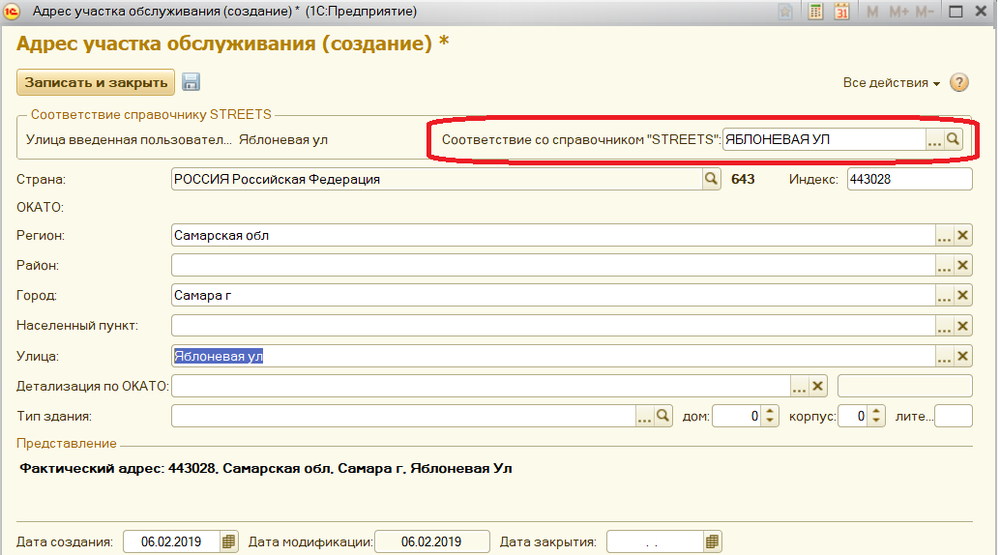 Адрес участка обслуживания (создание) * (1С:Предприятие)
M M+ M-
Адрес участка обслуживания (создание) *
Записать и закрыть
Все действия
?
Соответствие справочнику STREETS
Улица введенная пользовател... Яблоневая ул
Соответствие со справочником "STREETS": ЯБЛОНЕВАЯ УЛ ...
Страна: РОССИЯ Российская Федерация 643 Индекс: 443028
ОКАТО:
Регион: Самарская обл ...
Район: ...
Город: Самара г ...
Населенный пункт: ...
Улица: Яблоневая ул ...
Детализация по ОКАТО: ...
Тип здания: ... дом: 0 корпус: 0 лите...
Представление
Фактический адрес: 443028, Самарская обл, Самара г, Яблоневая Ул
Дата создания: 06.02.2019 Дата модификации: 06.02.2019 Дата закрытия: . .